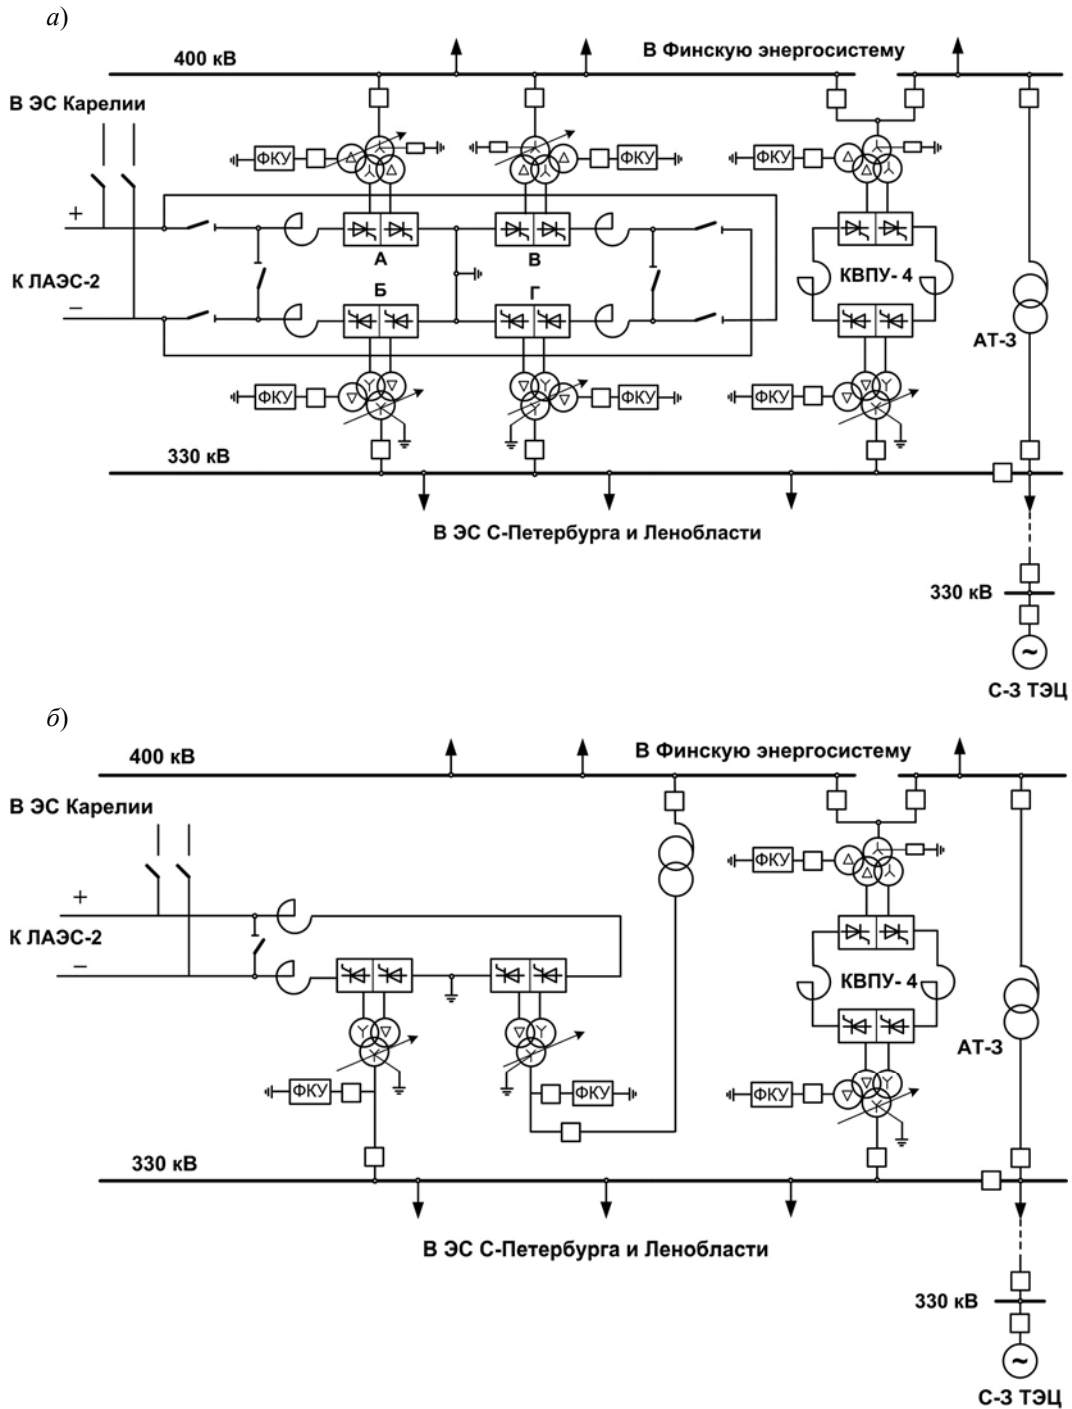 а)
400 кВ
В Финскую энергосистему
В ЭС Карелии
ФКУ
ФКУ
ФКУ
+
А
В
К ЛАЭС-2
КВПУ- 4
Б
Г
–
АТ-3
ФКУ
ФКУ
ФКУ
330 кВ
В ЭС С-Петербурга и Ленобласти
330 кВ
~
С-З ТЭЦ
б)
400 кВ
В Финскую энергосистему
В ЭС Карелии
ФКУ
+
К ЛАЭС-2
–
КВПУ- 4
АТ-3
ФКУ
ФКУ
ФКУ
330 кВ
В ЭС С-Петербурга и Ленобласти
330 кВ
~
С-З ТЭЦ